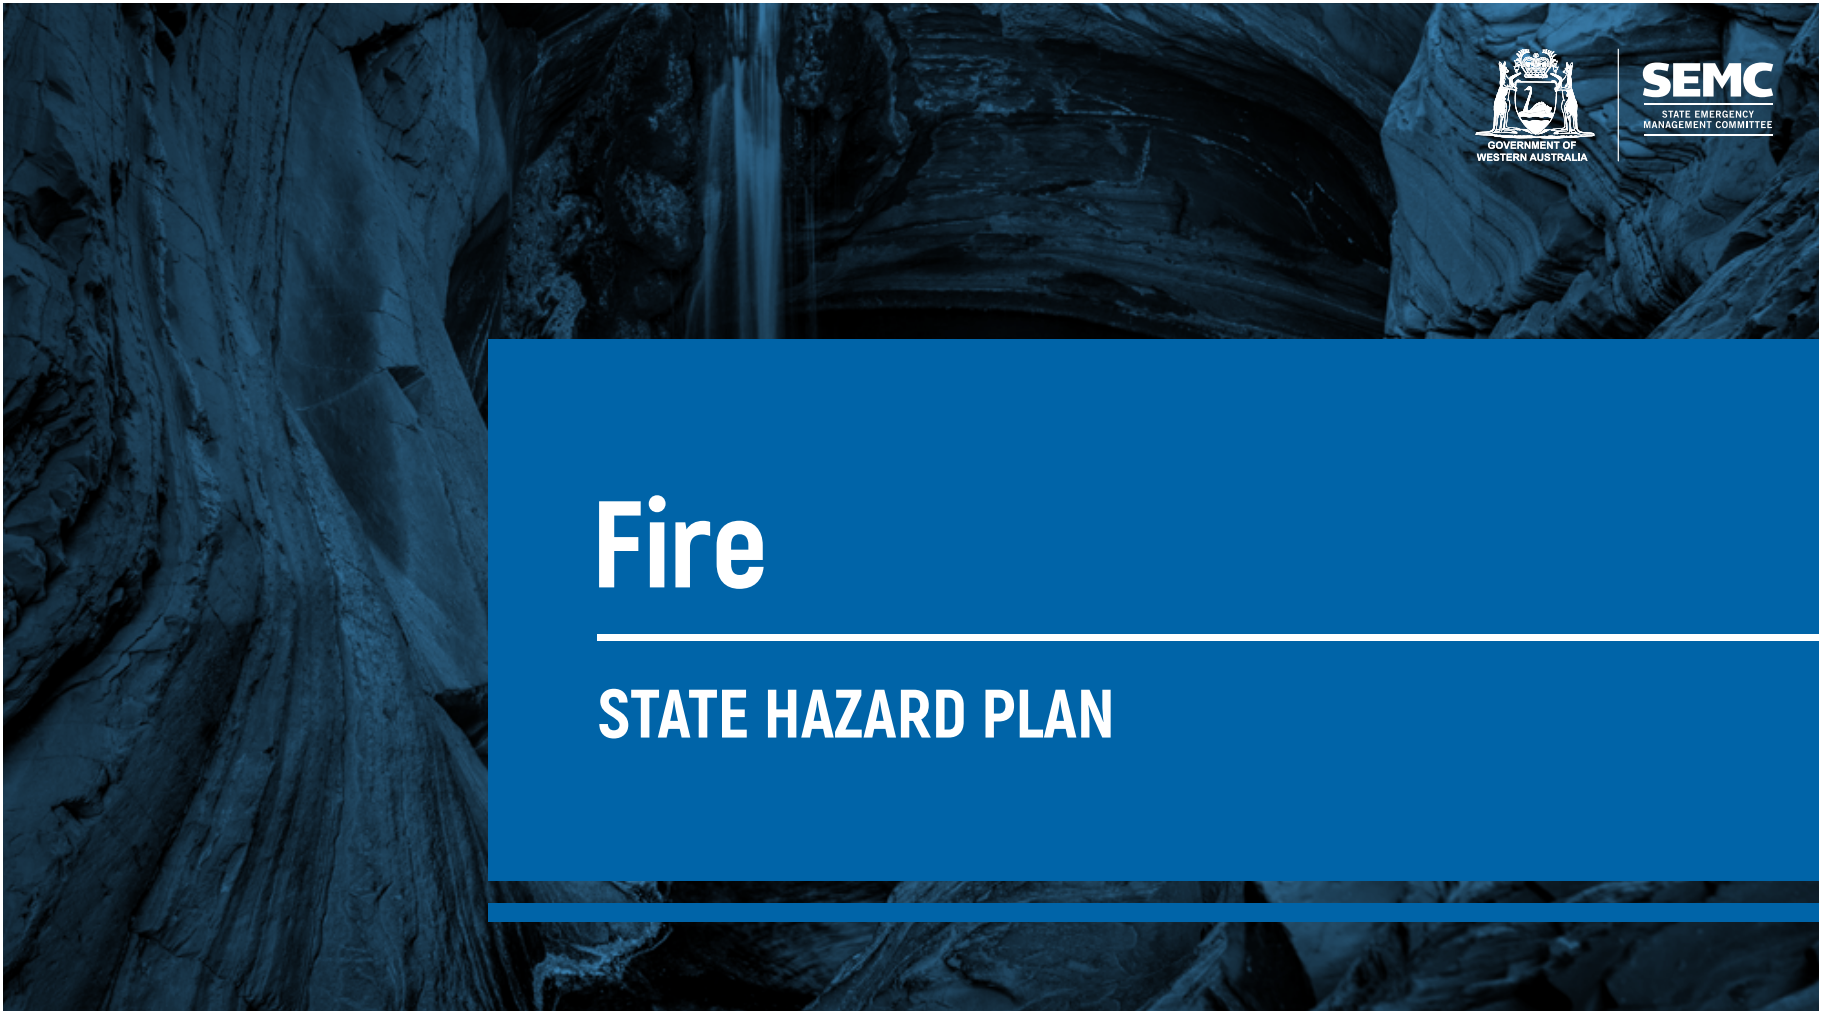 GOVERNMENT OF
WESTERN AUSTRALIA
SEMC
STATE EMERGENCY
MANAGEMENT COMMITTEE
Fire
STATE HAZARD PLAN